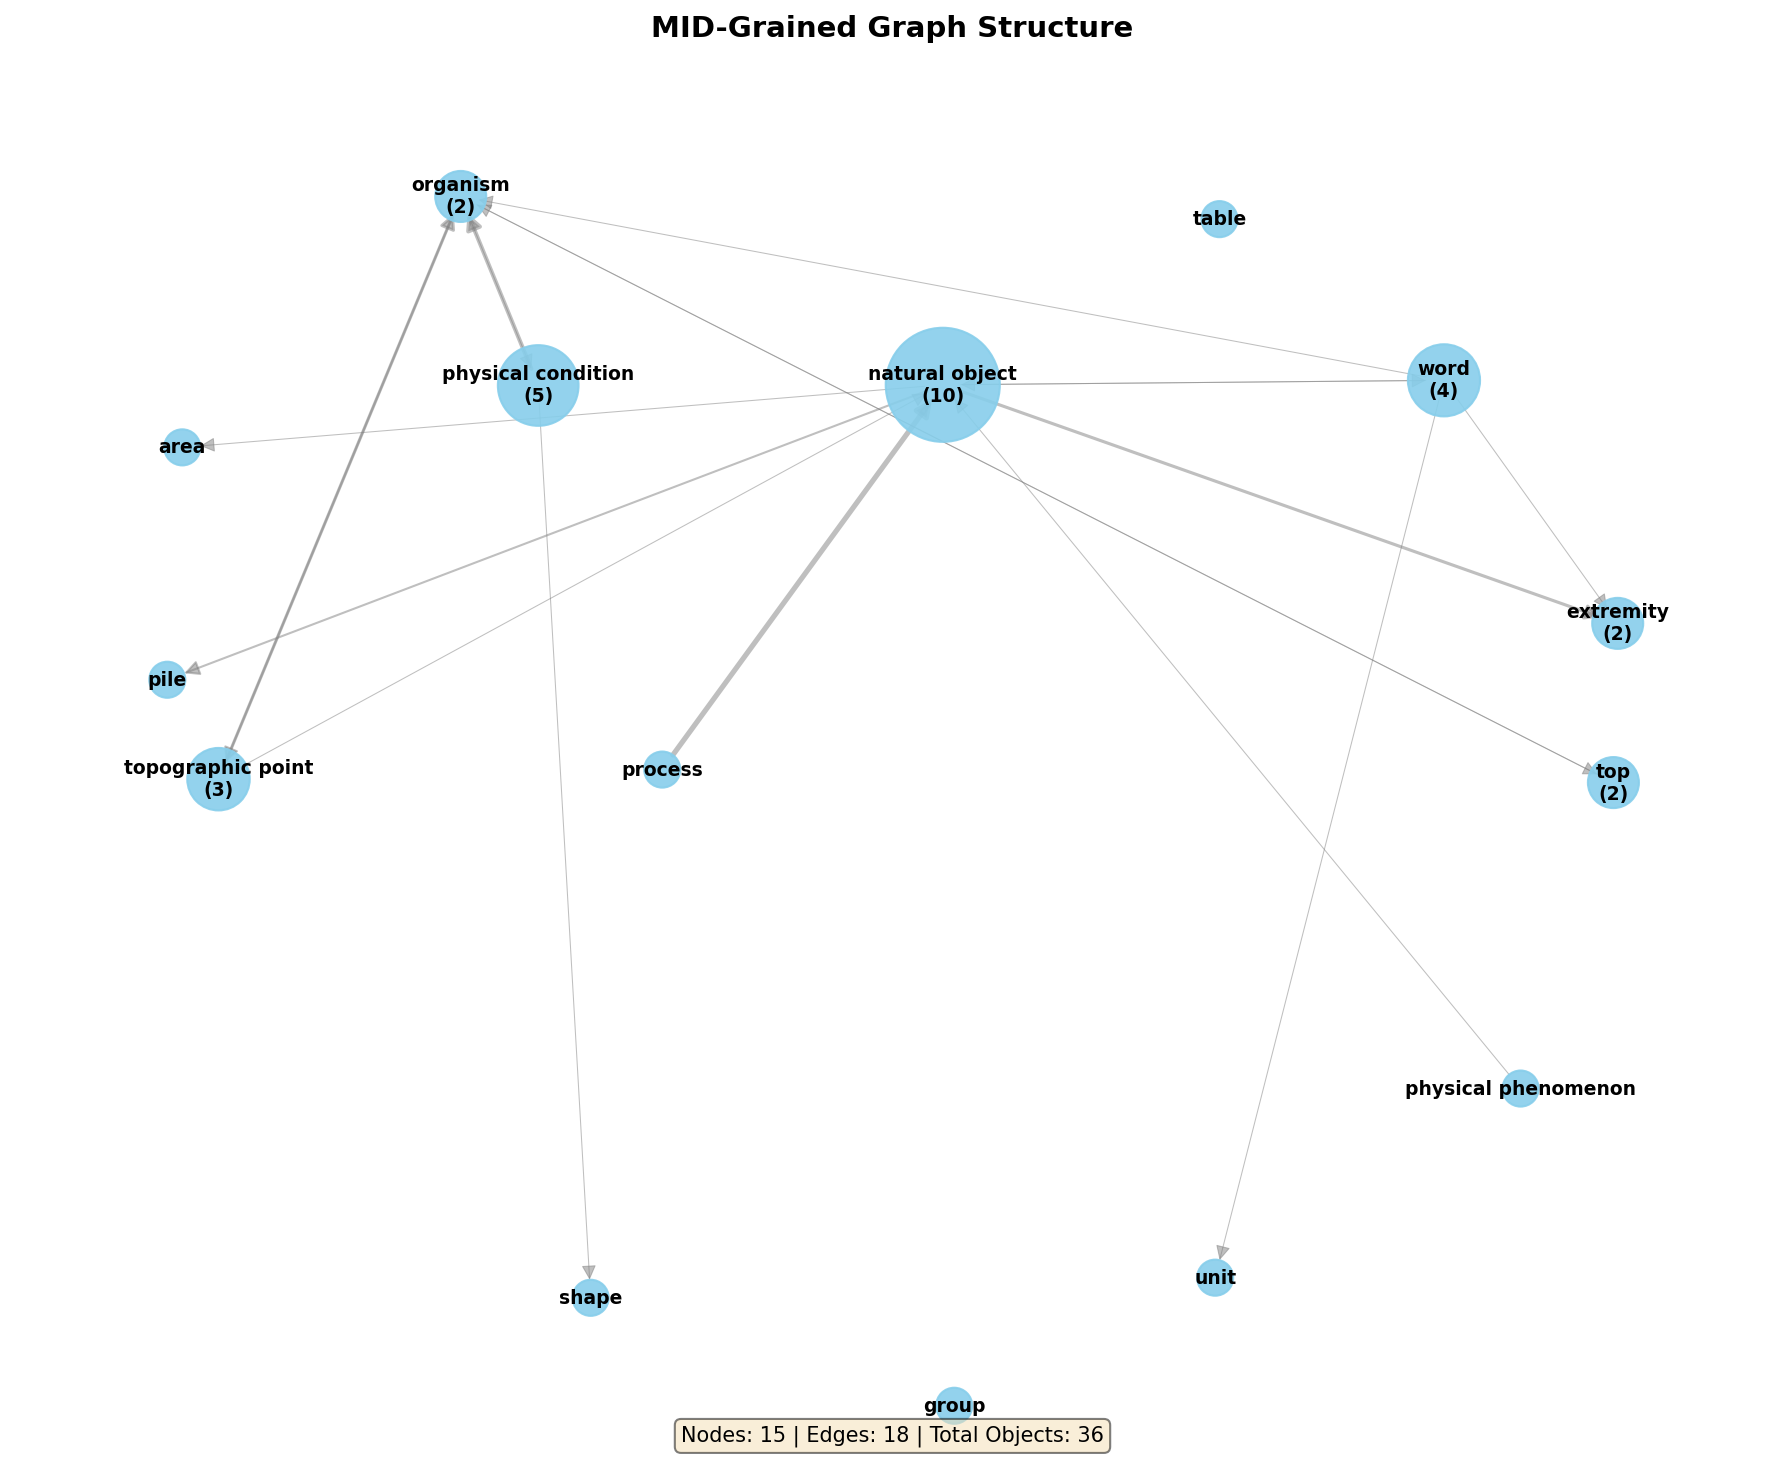 MID-Grained Graph Structure
organism
(2)
table
physical condition
(5)
natural object
(10)
word
(4)
area
extremity
(2)
pile
topographic point
(3)
process
top
(2)
physical phenomenon
unit
shape
group
Nodes: 15 | Edges: 18 | Total Objects: 36